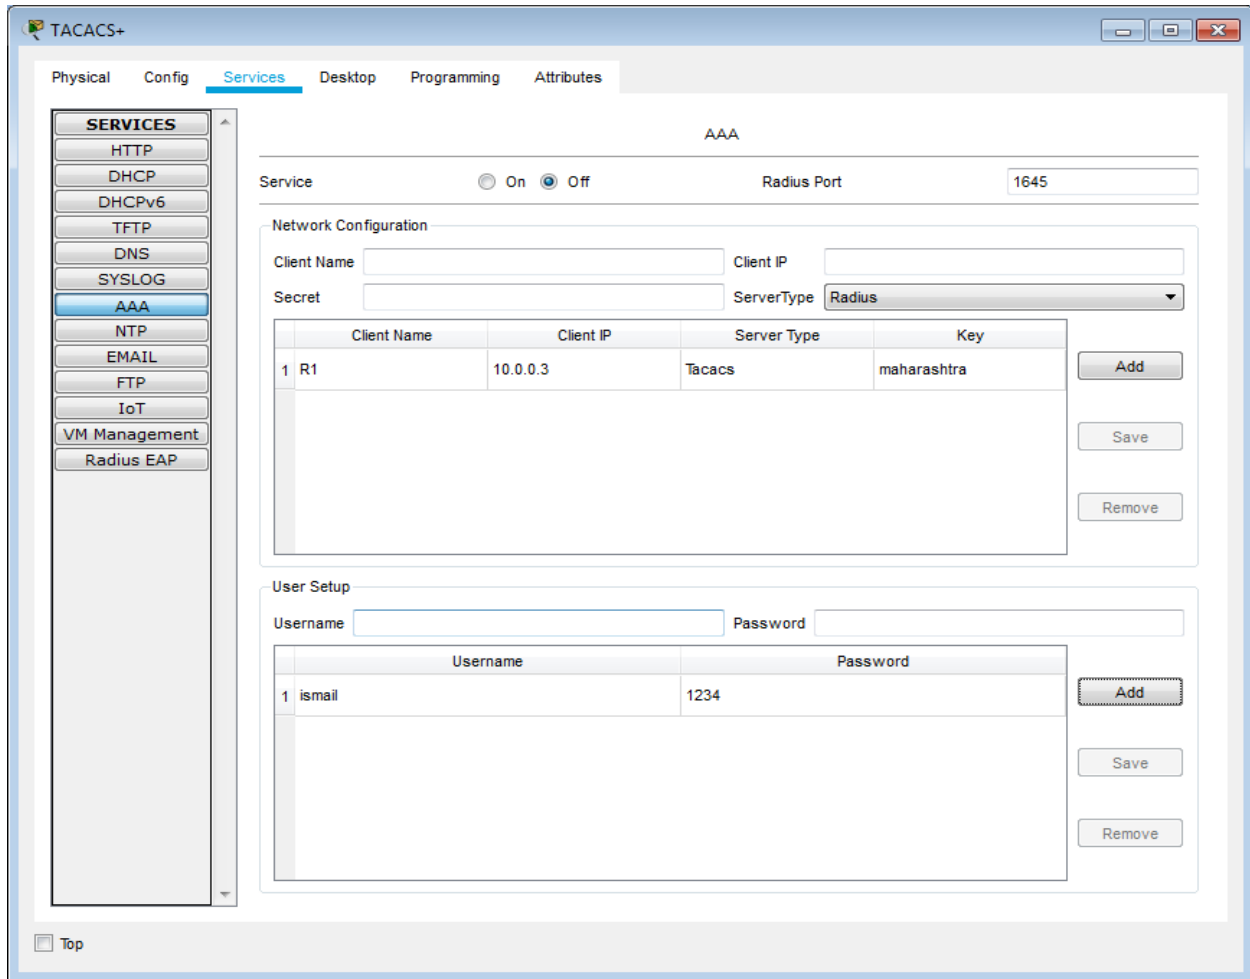 TACACS+
Physical Config Services Desktop Programming Attributes
SERVICES
HTTP
DHCP
DHCPv6
TFTP
DNS
SYSLOG
AAA
NTP
EMAIL
FTP
IoT
VM Management
Radius EAP
AAA
Service On Off Radius Port 1645
Network Configuration
Client Name Client IP
Secret ServerType Radius
Client Name Client IP Server Type Key
1 R1 10.0.0.3 Tacacs maharashtra
Add
Save
Remove
User Setup
Username Password
Username Password
1 ismail 1234
Add
Save
Remove
Top